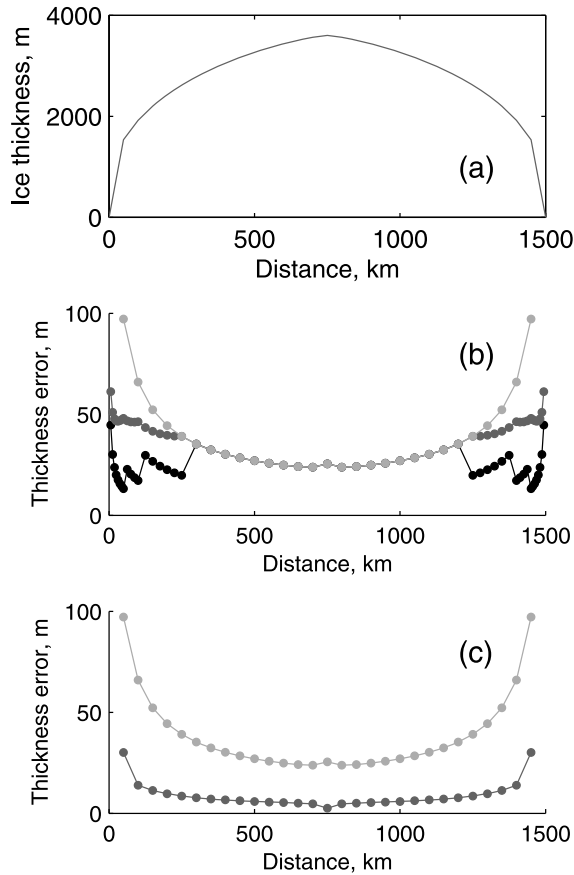 4000
2000
0
Ice thickness, m
(a)
0 500 1000 1500
Distance, km
100
50
0
Thickness error, m
(b)
0 500 1000 1500
Distance, km
100
50
0
Thickness error, m
(c)
0 500 1000 1500
Distance, km